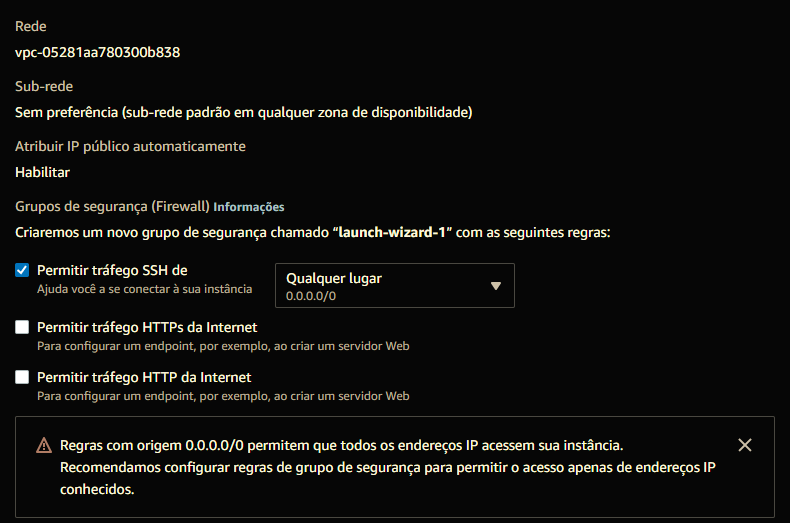 Rede
vpc-05281aa780300b838
Sub-rede
Sem preferência (sub-rede padrão em qualquer zona de disponibilidade)
Atribuir IP público automaticamente
Habilitar
Grupos de segurança (Firewall) Informações
Criaremos um novo grupo de segurança chamado “launch-wizard-1” com as seguintes regras:
Permitir tráfego SSH de
Ajuda você a se conectar à sua instância
Qualquer lugar
0.0.0.0/0
Permitir tráfego HTTPs da Internet
Para configurar um endpoint, por exemplo, ao criar um servidor Web
Permitir tráfego HTTP da Internet
Para configurar um endpoint, por exemplo, ao criar um servidor Web
Regras com origem 0.0.0.0/0 permitem que todos os endereços IP acessem sua instância.
Recomendamos configurar regras de grupo de segurança para permitir o acesso apenas de endereços IP
conhecidos.